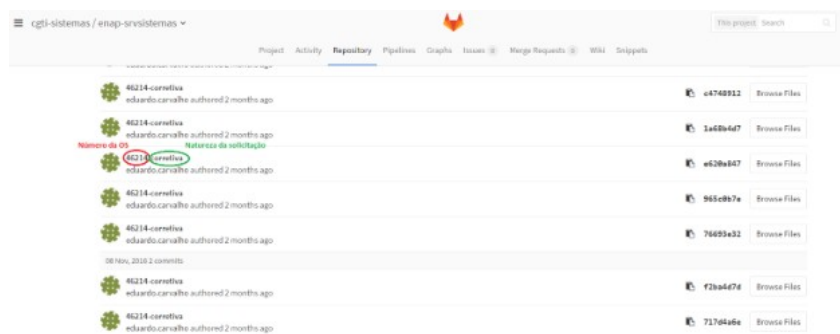 cgti-sistemas / enap-srvsistemas
This project Search
Project Activity Repository Pipelines Graphs Issues 0 Merge Requests 0 Wiki Snippets
46214-corretiva
eduardo.carvalho authored 2 months ago
c4748912 Browse Files
46214-corretiva
eduardo.carvalho authored 2 months ago
1a68b4d7 Browse Files
Número da OS Natureza da solicitação
46214-corretiva
eduardo.carvalho authored 2 months ago
e620a847 Browse Files
46214-corretiva
eduardo.carvalho authored 2 months ago
965c0b7e Browse Files
46214-corretiva
eduardo.carvalho authored 2 months ago
76693e32 Browse Files
08 Nov, 2016 2 commits
46214-corretiva
eduardo.carvalho authored 2 months ago
f2ba4d7d Browse Files
46214-corretiva
eduardo.carvalho authored 2 months ago
717d4a6e Browse Files